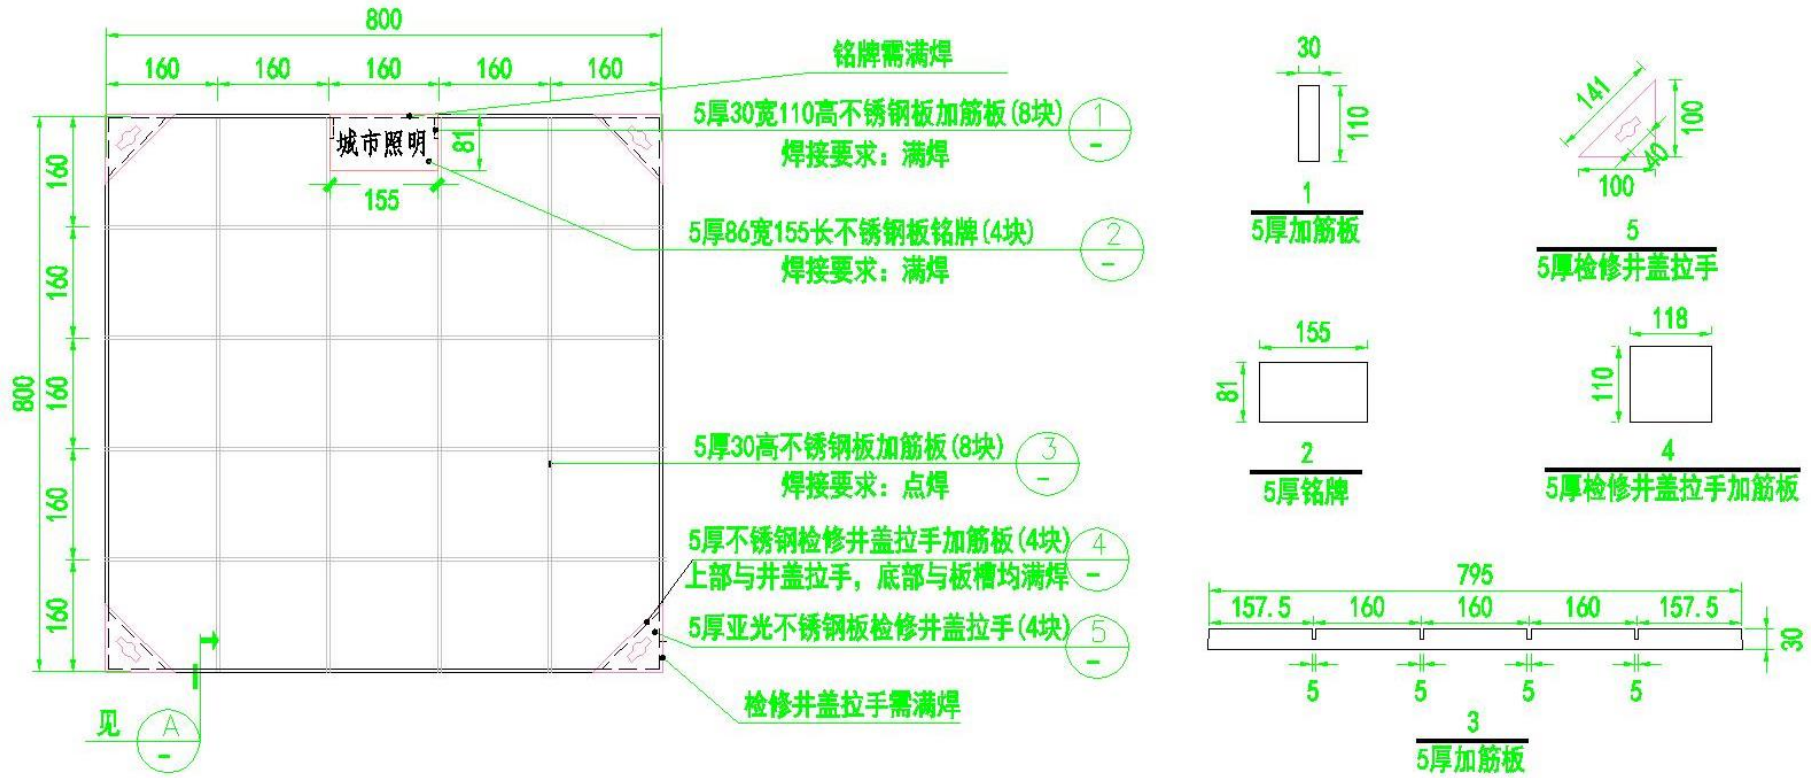 800
160 160 160 160 160
铭牌需满焊
5厚30宽110高不锈钢板加筋板(8块)
焊接要求：满焊
1
-
城市照明
81
155
5厚86宽155长不锈钢板铭牌(4块)
焊接要求：满焊
2
-
800
160
160
160
160
160
5厚30高不锈钢板加筋板(8块)
焊接要求：点焊
3
-
5厚不锈钢检修井盖拉手加筋板(4块)
上部与井盖拉手，底部与板槽均满焊
4
-
5厚亚光不锈钢板检修井盖拉手(4块)
5
-
检修井盖拉手需满焊
见
A
-
30
110
1
5厚加筋板
141
100
40
100
5
5厚检修井盖拉手
155
81
2
5厚铭牌
118
110
4
5厚检修井盖拉手加筋板
795
157.5 160 160 160 157.5
30
5 5 5 5
3
5厚加筋板